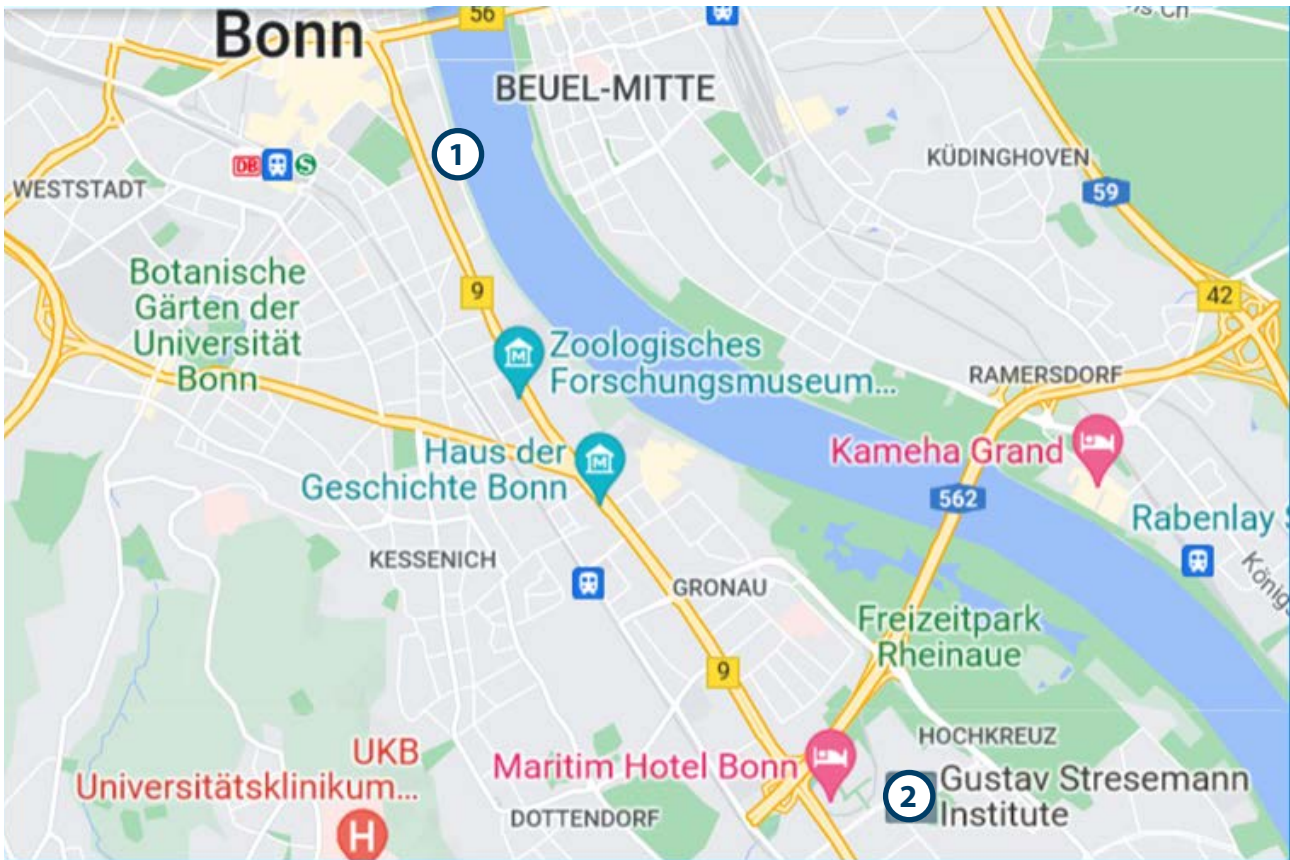 Bonn
56
BEUEL-MITTE
1
KÜDINGHOVEN
DB
S
WESTSTADT
59
Botanische
Gärten der
Universität
Bonn
9
42
Zoologisches
Forschungsmuseum...
RAMERSDORF
Haus der
Geschichte Bonn
Kameha Grand
562
Rabenlay
KESSENICH
GRONAU
Freizeitpark
Rheinaue
9
HOCHKREUZ
UKB
Universitätsklinikum...
H
Maritim Hotel Bonn
2
Gustav Stresemann
Institute
DOTTENDORF